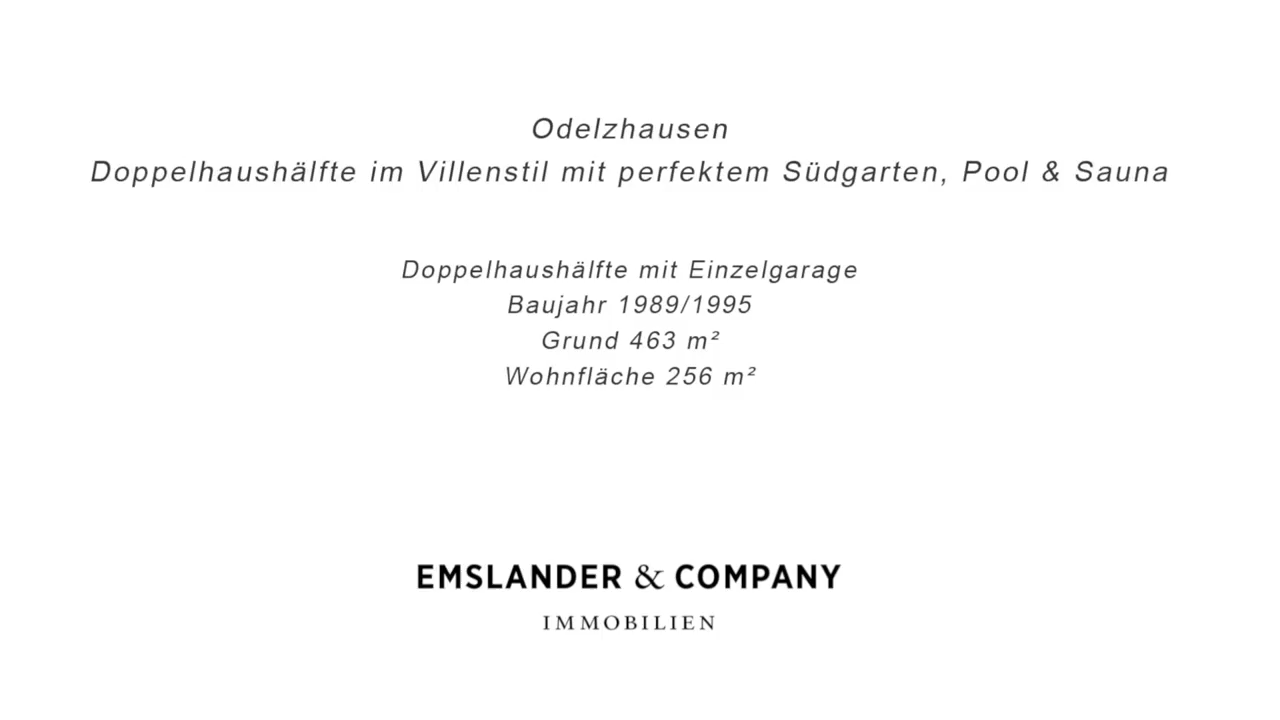 Odelzhausen
Doppelhaushälfte im Villenstil mit perfektem Südgarten, Pool & Sauna
Doppelhaushälfte mit Einzelgarage
Baujahr 1989/1995
Grund 463 m²
Wohnfläche 256 m²
EMSLANDER & COMPANY
IMMOBILIEN